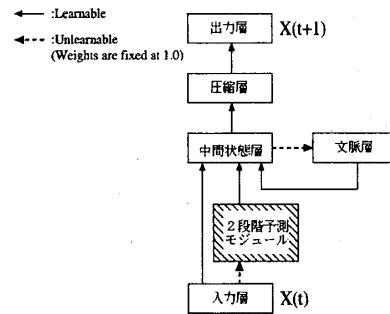 :Learnable
:Unlearnable
(Weights are fixed at 1.0)
出力層 X(t+1)
圧縮層
中間状態層 文脈層
2段階予測
モジュール
入力層 X(t)